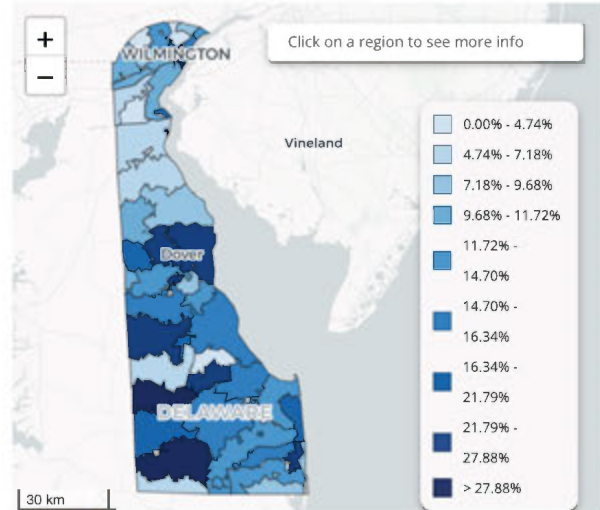 +
−
WILMINGTON
Click on a region to see more info
Vineland
Dover
DELAWARE
30 km
0.00% - 4.74%
4.74% - 7.18%
7.18% - 9.68%
9.68% - 11.72%
11.72% -
14.70%
14.70% -
16.34%
16.34% -
21.79%
21.79% -
27.88%
> 27.88%